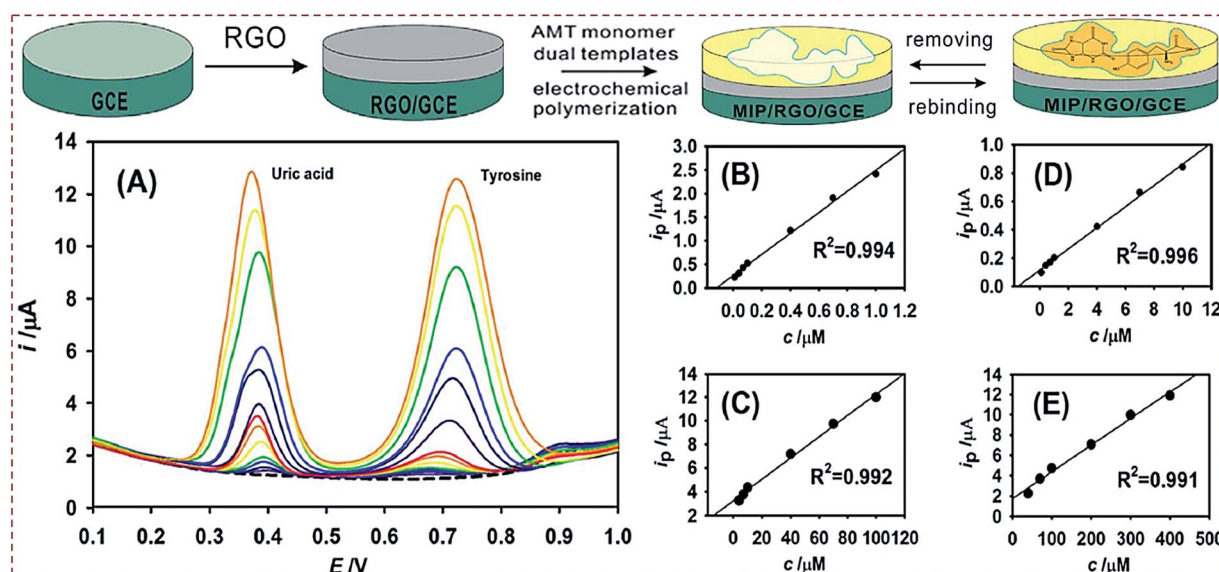 GCE
RGO
RGO/GCE
AMT monomer
dual templates
electrochemical
polymerization
MIP/RGO/GCE
removing
rebinding
MIP/RGO/GCE
(A)
Uric acid
Tyrosine
i /µA
14
12
10
8
6
4
2
0
0.1 0.2 0.3 0.4 0.5 0.6 0.7 0.8 0.9 1.0
E /V
(B)
ip /µA
3.0
2.5
2.0
1.5
1.0
0.5
0.0
R²=0.994
0.0 0.2 0.4 0.6 0.8 1.0 1.2
c /µM
(D)
ip /µA
1.0
0.8
0.6
0.4
0.2
0.0
R²=0.996
0 2 4 6 8 10 12
c /µM
(C)
ip /µA
14
12
10
8
6
4
2
R²=0.992
0 20 40 60 80 100 120
c /µM
(E)
ip /µA
14
12
10
8
6
4
2
0
R²=0.991
0 100 200 300 400 500
c /µM